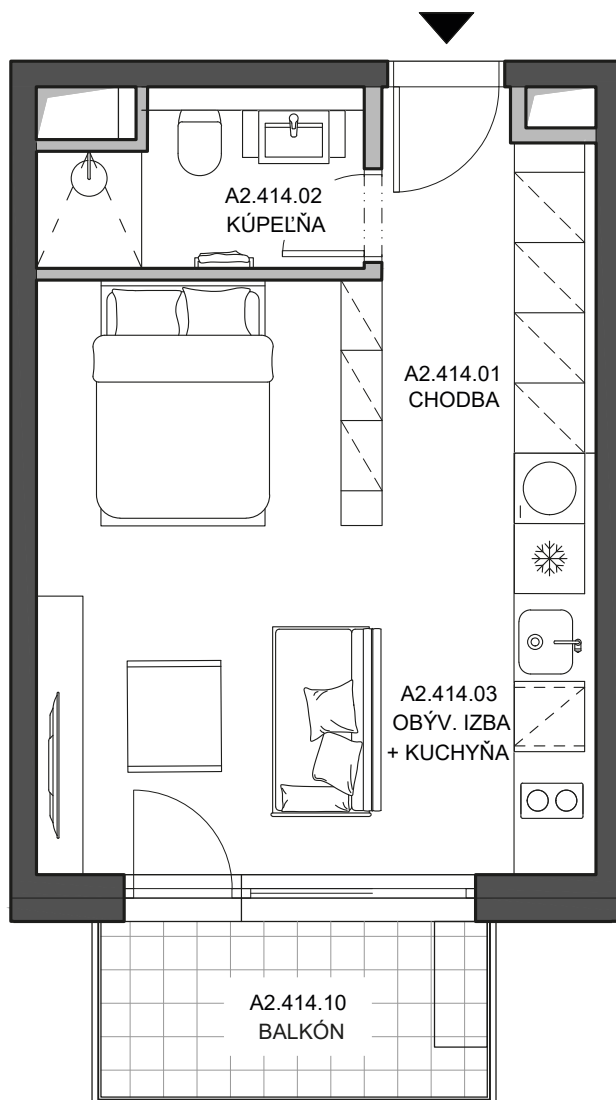 A2.414.02
KÚPEĽŇA
A2.414.01
CHODBA
A2.414.03
OBÝV. IZBA
+ KUCHYŇA
A2.414.10
BALKÓN